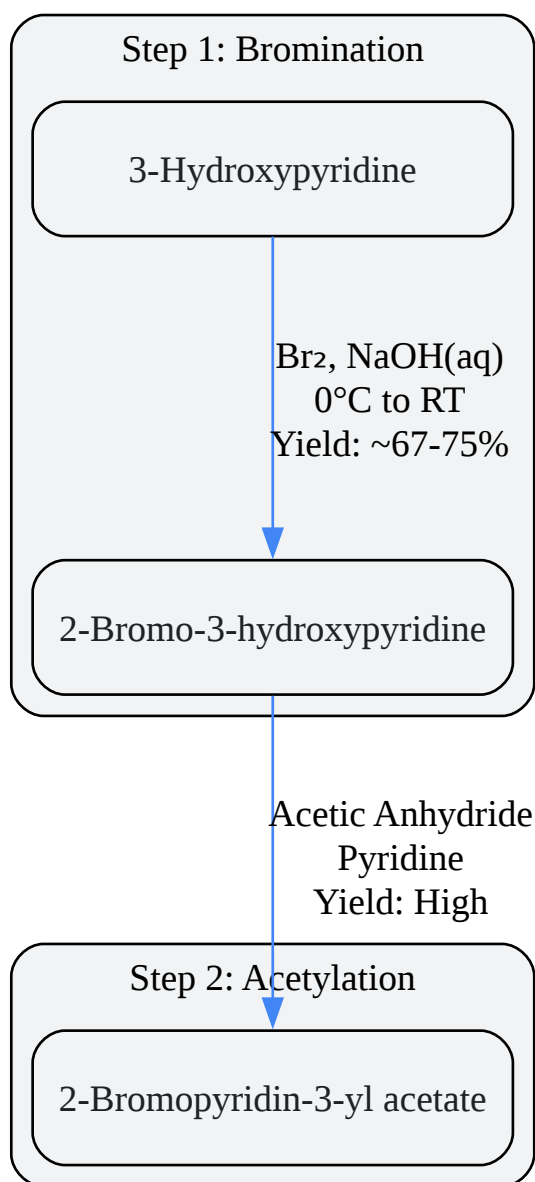 Step 1: Bromination
3-Hydroxypyridine
Br₂, NaOH(aq)
0°C to RT
Yield: ~67-75%
2-Bromo-3-hydroxypyridine
Acetic Anhydride
Pyridine
Yield: High
Step 2: Acetylation
2-Bromopyridin-3-yl acetate